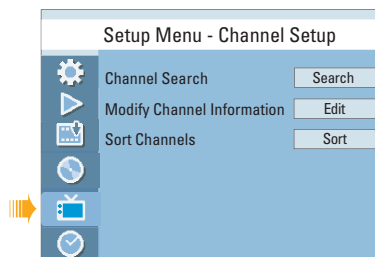 Setup Menu - Channel Setup
Channel Search Search
Modify Channel Information Edit
Sort Channels Sort